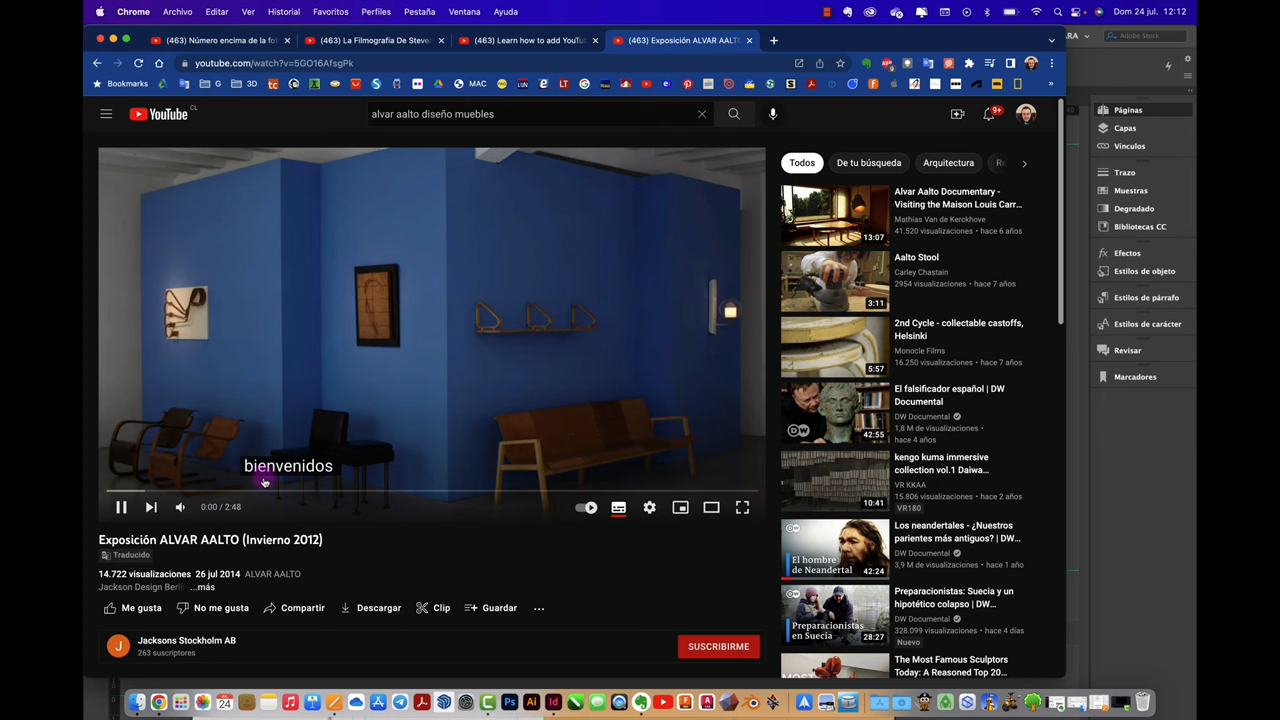 Chrome Archivo Editar Ver Historial Favoritos Perfiles Pestaña Ventana Ayuda Dom 24 jul. 12:12
(463) Número encima de la fo
(463) La Filmografía De Steve
(463) Learn how to add YouTu
(463) Exposición ALVAR AALTO
ARA
Adobe Stock
youtube.com/watch?v=5GO16AfsgPk
Bookmarks
MAC
YouTube CL
alvar aalto diseño muebles
9+
bienvenidos
0:00 / 2:48
Exposición ALVAR AALTO (Invierno 2012)
Traducido
14.722 visualizaciones 26 jul 2014 ALVAR AALTO
Jackson Design Berli ...más
Me gusta No me gusta Compartir Descargar Clip Guardar
Jacksons Stockholm AB
263 suscriptores
SUSCRIBIRME
Todos De tu búsqueda Arquitectura
Alvar Aalto Documentary -
Visiting the Maison Louis Carr...
Mathias Van de Kerckhove
41.520 visualizaciones • hace 6 años
13:07
Aalto Stool
Carley Chastain
2954 visualizaciones • hace 7 años
3:11
2nd Cycle - collectable castoffs,
Helsinki
Monocle Films
16.250 visualizaciones • hace 7 años
5:57
El falsificador español | DW
Documental
DW Documental
1,8 M de visualizaciones •
hace 4 años
42:55
kengo kuma immersive
collection vol.1 Daiwa...
VR KKAA
15.806 visualizaciones • hace 2 años
VR180
10:41
Los neandertales - ¿Nuestros
parientes más antiguos? | D...
DW Documental
3,9 M de visualizaciones • hace 1 año
El hombre
de Neandertal
42:24
Preparacionistas: Suecia y un
hipotético colapso | DW...
DW Documental
328.099 visualizaciones • hace 4 días
Nuevo
Preparacionistas
en Suecia
28:27
The Most Famous Sculptors
Today: A Reasoned Top 20...
Páginas
Capas
Vínculos
Trazo
Muestras
Degradado
Bibliotecas CC
Efectos
Estilos de objeto
Estilos de párrafo
Estilos de carácter
Revisar
Marcadores